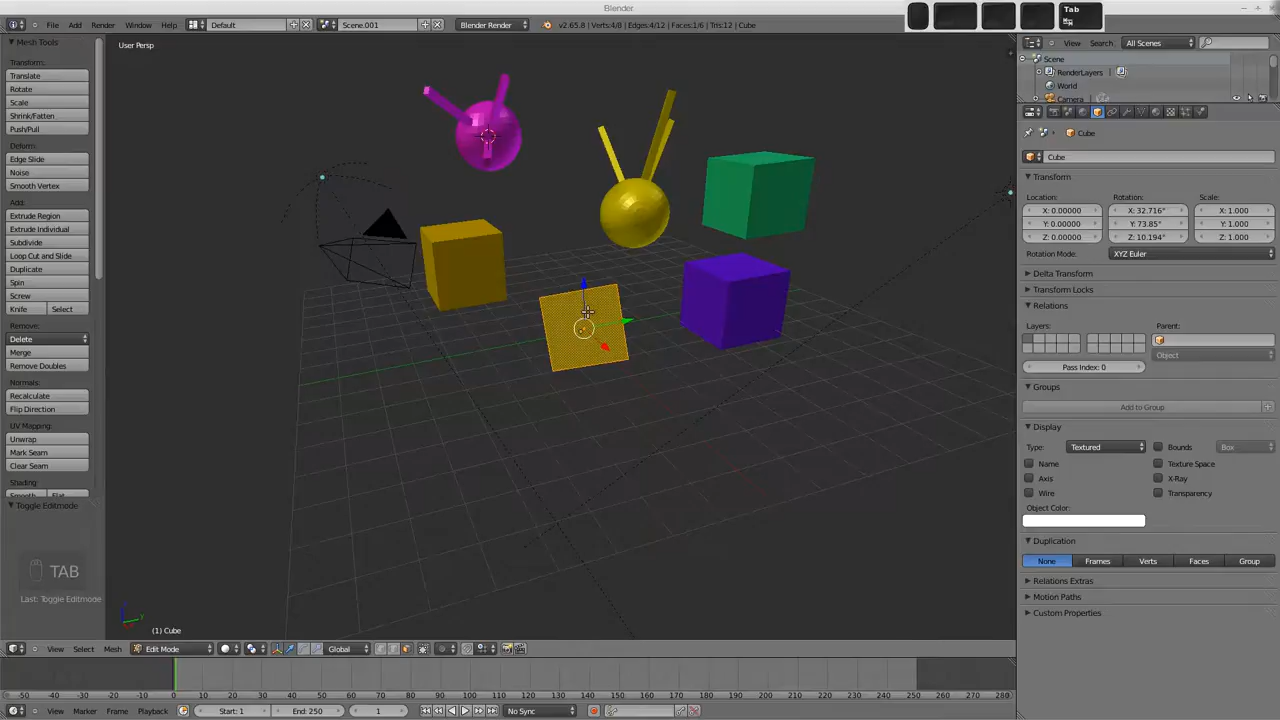 Blender
Tab
File Add Render Window Help Default Scene.001 Blender Render v2.65.8 | Verts:4/8 | Edges:4/12 | Faces:1/6 | Tris:12 | Cube
Mesh Tools
Transform:
Translate
Rotate
Scale
Shrink/Fatten
Push/Pull
Deform:
Edge Slide
Noise
Smooth Vertex
Add:
Extrude Region
Extrude Individual
Subdivide
Loop Cut and Slide
Duplicate
Spin
Screw
Knife Select
Remove:
Delete
Merge
Remove Doubles
Normals:
Recalculate
Flip Direction
UV Mapping:
Unwrap
Mark Seam
Clear Seam
Shading:
Smooth Flat
Toggle Editmode
TAB
Last: Toggle Editmode
User Persp
(1) Cube
View Select Mesh Edit Mode Global
View Search All Scenes
Scene
RenderLayers
World
Camera
Cube
Cube
Transform
Location: Rotation: Scale:
X: 0.00000 X: 32.716° X: 1.000
Y: 0.00000 Y: 73.85° Y: 1.000
Z: 0.00000 Z: 10.194° Z: 1.000
Rotation Mode: XYZ Euler
Delta Transform
Transform Locks
Relations
Layers: Parent:
Object
Pass Index: 0
Groups
Add to Group
Display
Type: Textured Bounds Box
Name Texture Space
Axis X-Ray
Wire Transparency
Object Color:
Duplication
None Frames Verts Faces Group
Relations Extras
Motion Paths
Custom Properties
-50 -40 -30 -20 -10 0 10 20 30 40 50 60 70 80 90 100 110 120 130 140 150 160 170 180 190 200 210 220 230 240 250 260 270 280
View Marker Frame Playback Start: 1 End: 250 1 No Sync